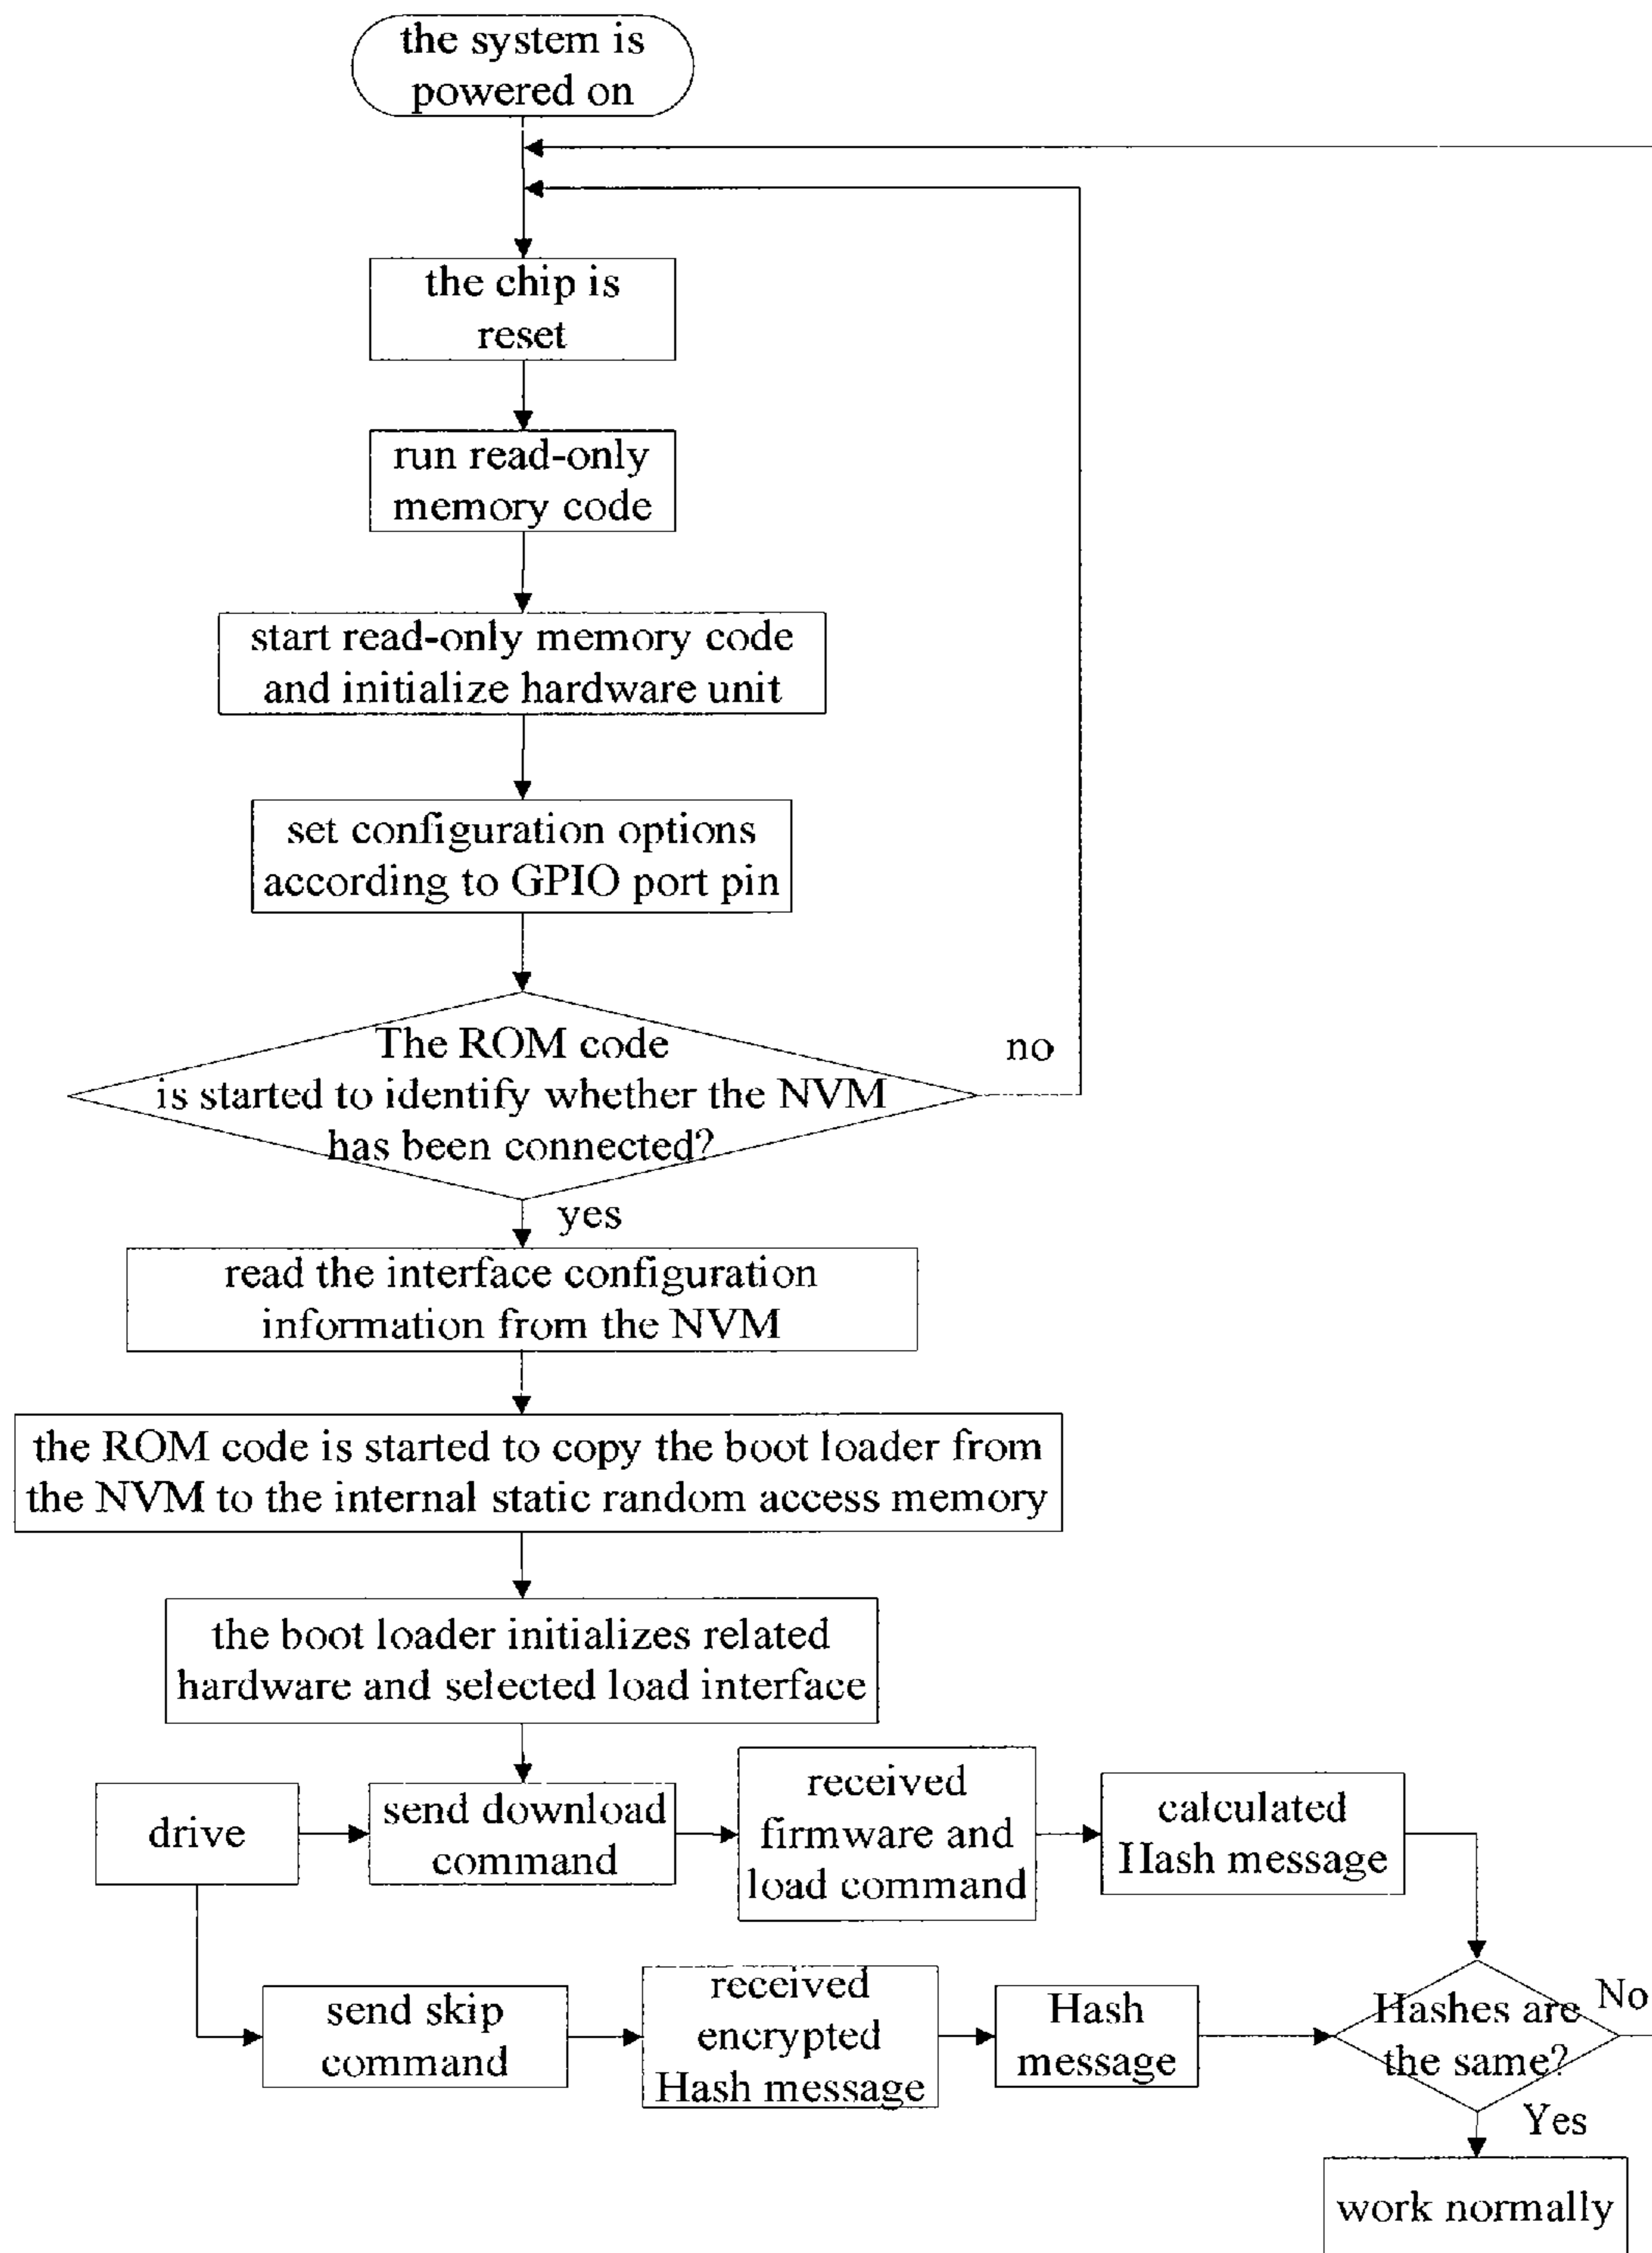 the system is
powered on
the chip is
reset
run read-only
memory code
start read-only memory code
and initialize hardware unit
set configuration options
according to GPIO port pin
The ROM code
is started to identify whether the NVM
has been connected?
no
yes
read the interface configuration
information from the NVM
the ROM code is started to copy the boot loader from
the NVM to the internal static random access memory
the boot loader initializes related
hardware and selected load interface
drive
send download
command
received
firmware and
load command
calculated
Hash message
send skip
command
received
encrypted
Hash message
Hash
message
Hashes are
the same?
No
Yes
work normally